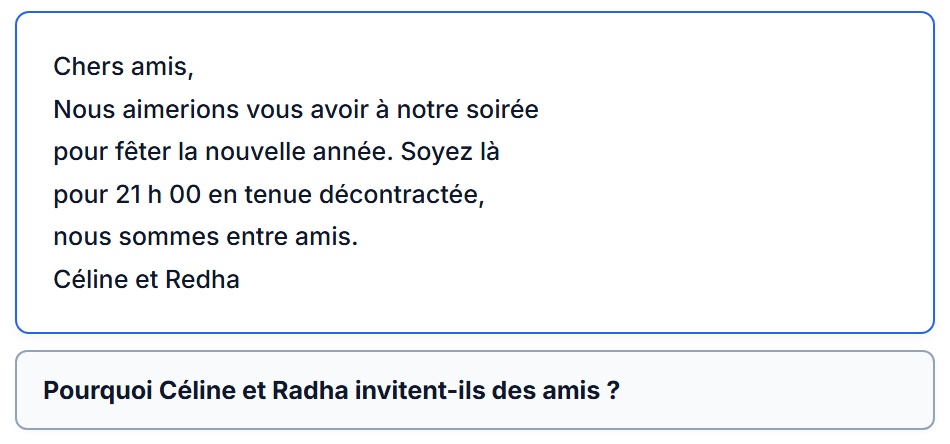 Chers amis,
Nous aimerions vous avoir à notre soirée
pour fêter la nouvelle année. Soyez là
pour 21 h 00 en tenue décontractée,
nous sommes entre amis.
Céline et Redha
Pourquoi Céline et Radha invitent-ils des amis ?